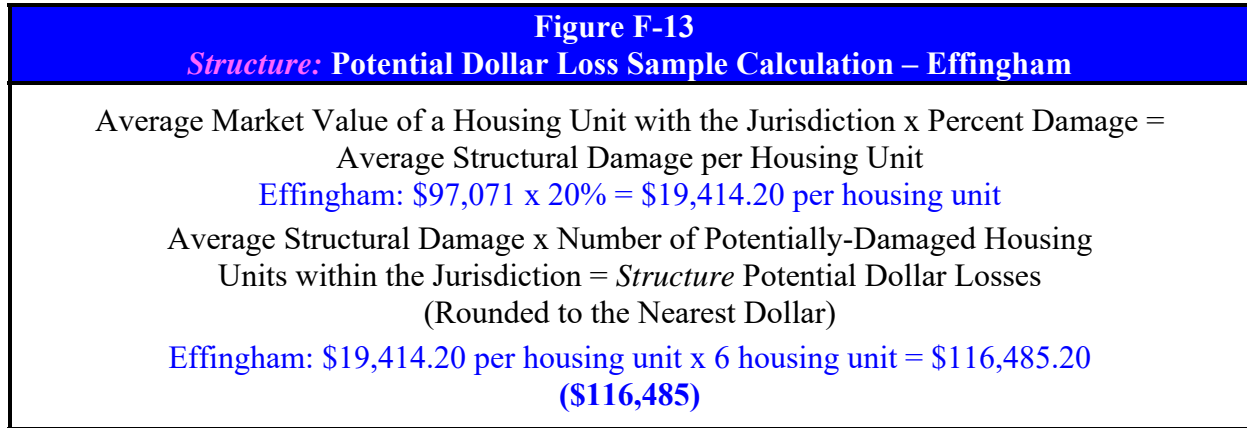 Figure F-13
Structure: Potential Dollar Loss Sample Calculation – Effingham
Average Market Value of a Housing Unit with the Jurisdiction x Percent Damage =
Average Structural Damage per Housing Unit
Effingham: $97,071 x 20% = $19,414.20 per housing unit
Average Structural Damage x Number of Potentially-Damaged Housing
Units within the Jurisdiction = Structure Potential Dollar Losses
(Rounded to the Nearest Dollar)
Effingham: $19,414.20 per housing unit x 6 housing unit = $116,485.20
($116,485)